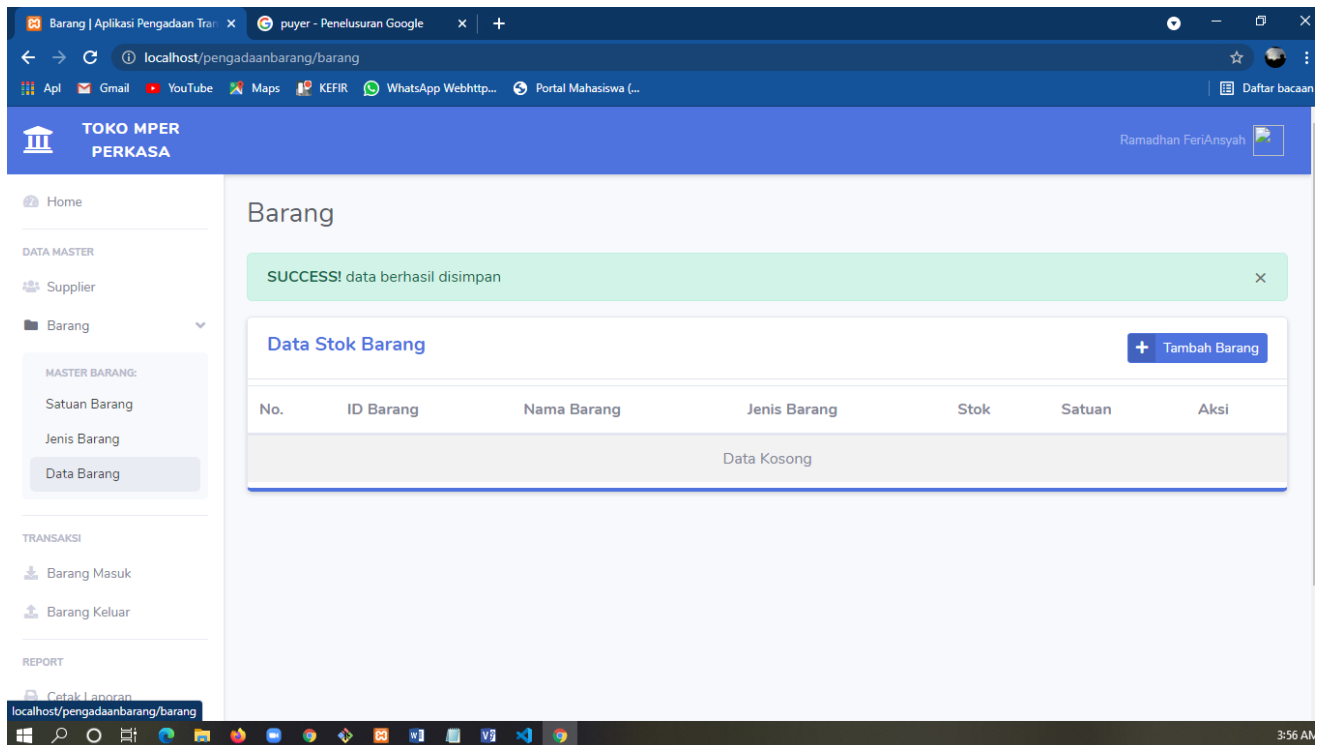 Barang | Aplikasi Pengadaan Tran
puyer - Penelusuran Google
localhost/pengadaanbarang/barang
Apl Gmail YouTube Maps KEFIR WhatsApp Webhttp... Portal Mahasiswa (... Daftar bacaan
TOKO MPER
PERKASA
Ramadhan FeriAnsyah
Home
DATA MASTER
Supplier
Barang
MASTER BARANG:
Satuan Barang
Jenis Barang
Data Barang
TRANSAKSI
Barang Masuk
Barang Keluar
REPORT
Cetak Laporan
Barang
SUCCESS! data berhasil disimpan ×
Data Stok Barang
+ Tambah Barang
No. ID Barang Nama Barang Jenis Barang Stok Satuan Aksi
Data Kosong
localhost/pengadaanbarang/barang
3:56 AM